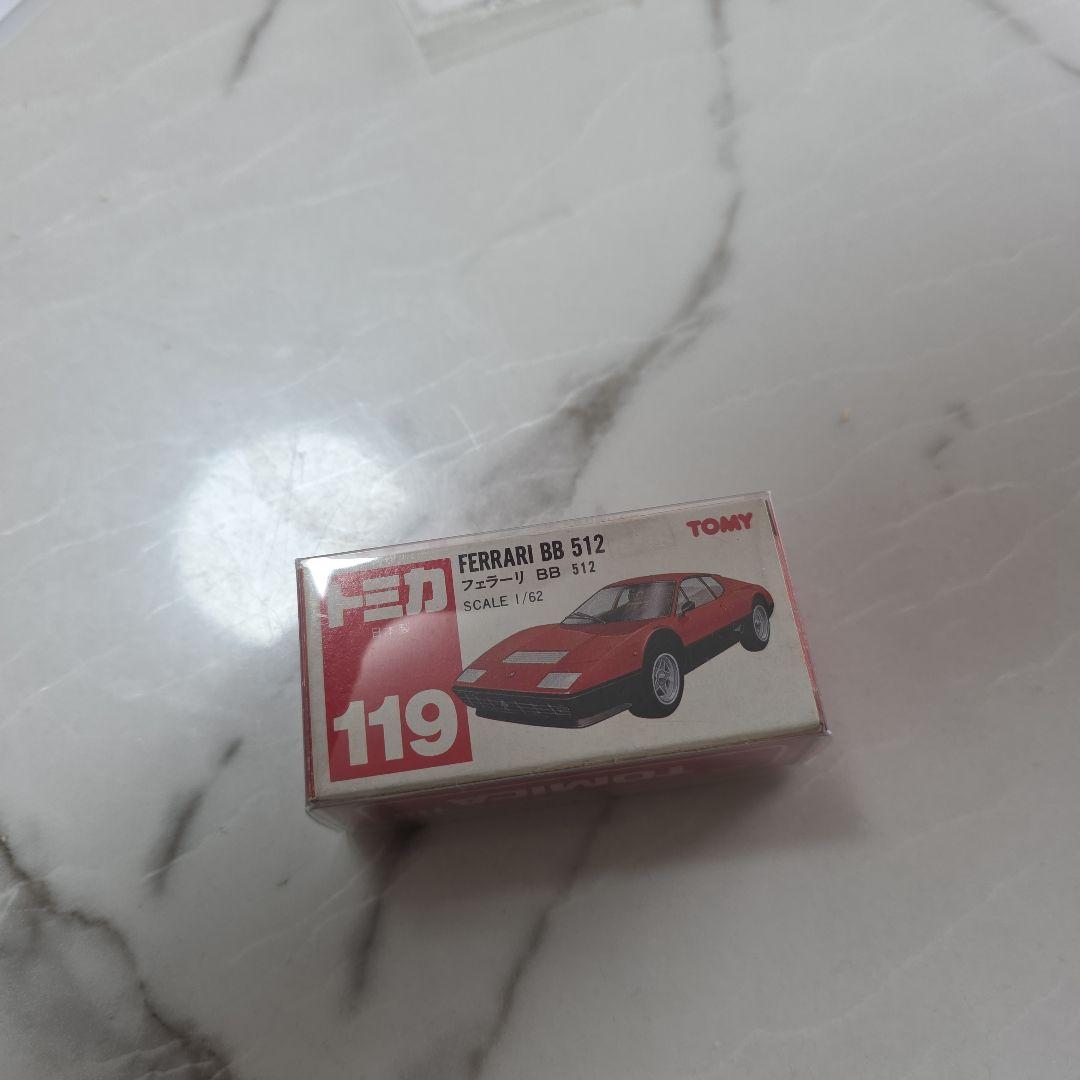 TOMY
FERRARI BB 512
フェラーリ BB 512
SCALE 1/62
トミカ
日本製
119
TOMICA